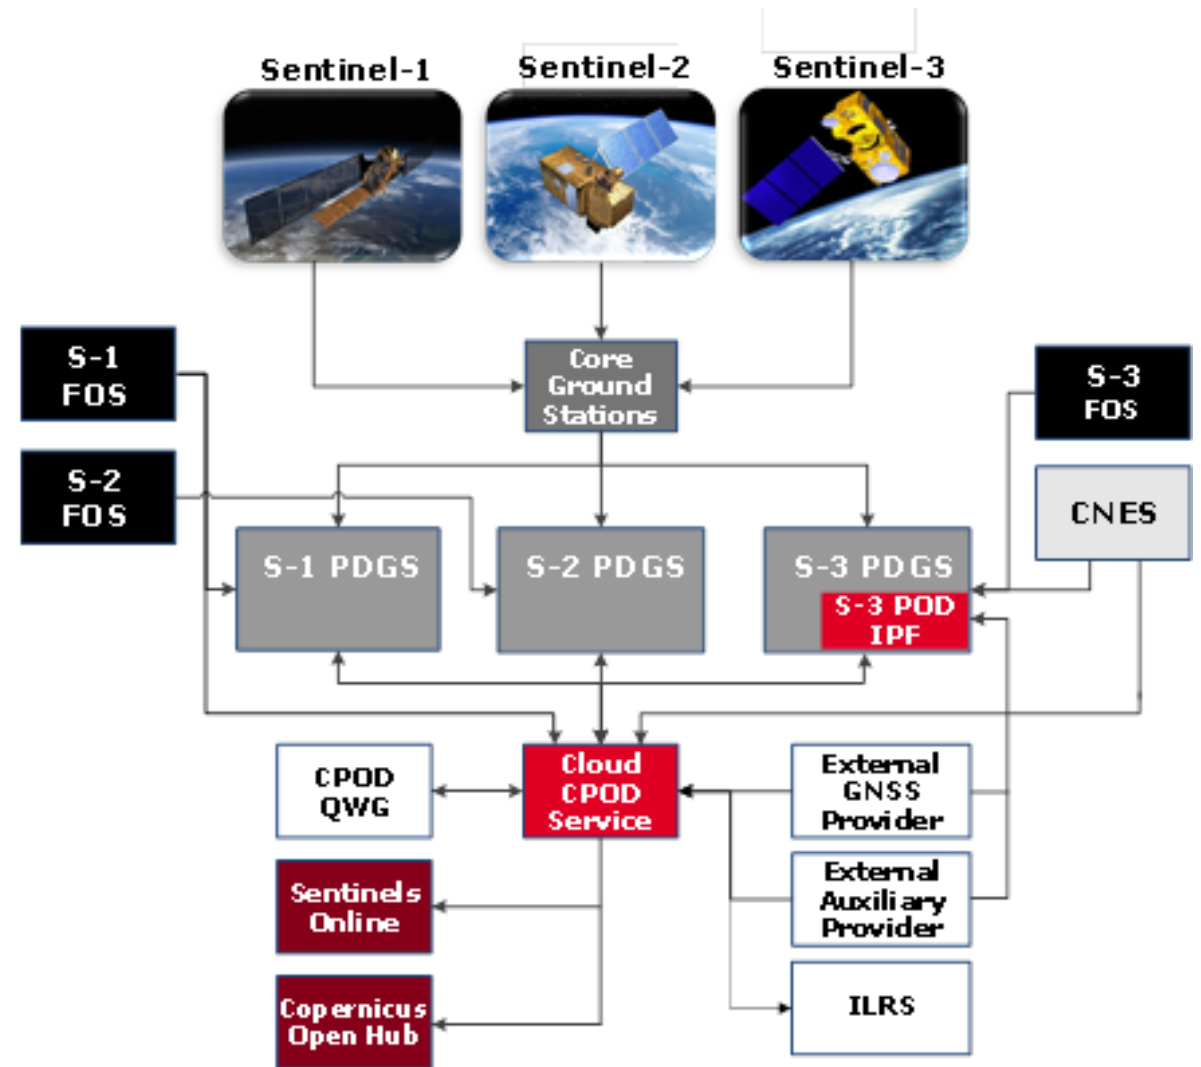 Sentinel-1
Sentinel-2
Sentinel-3
S-1
FOS
Core
Ground
Stations
S-3
FOS
S-2
FOS
CNES
S-1 PDGS
S-2 PDGS
S-3 PDGS
S-3 POD
IPF
CPOD
QWG
Cloud
CPOD
Service
External
GNSS
Provider
Sentinels
Online
External
Auxiliary
Provider
Copernicus
Open Hub
ILRS